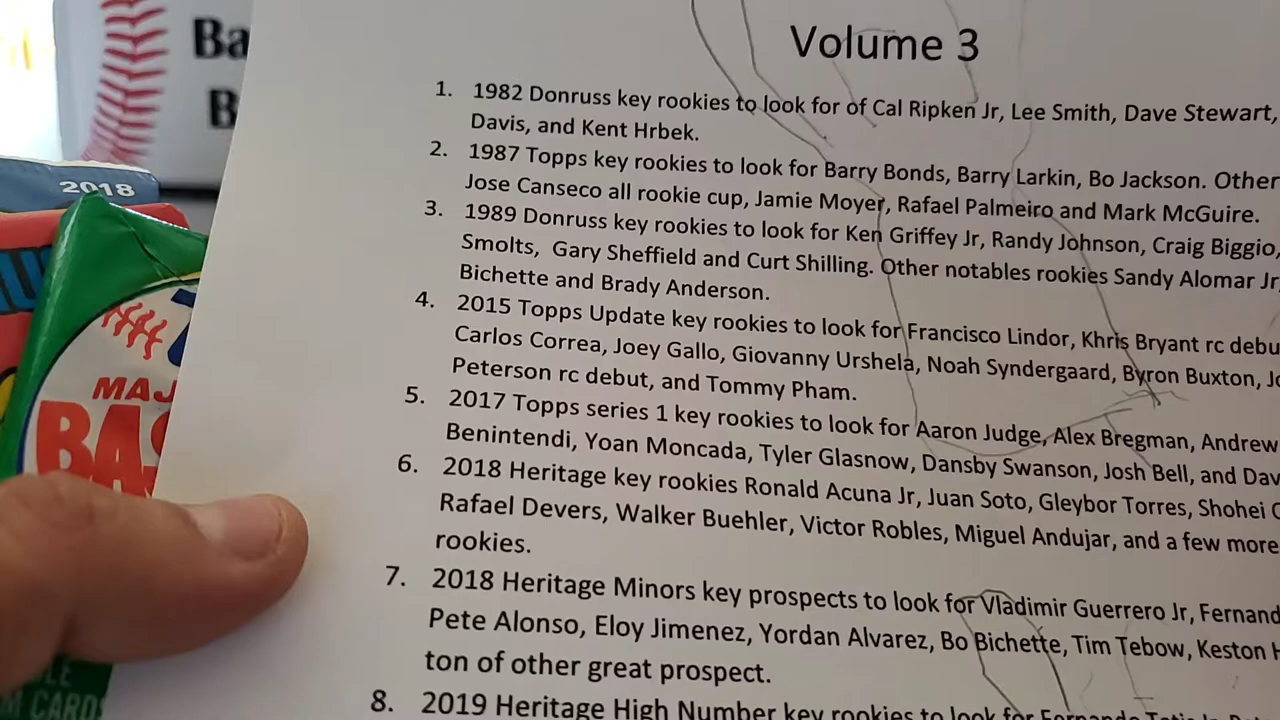 Ba
B
2018
MAJ
BAS
CARDS
Volume 3
1. 1982 Donruss key rookies to look for of Cal Ripken Jr, Lee Smith, Dave Stewart,
Davis, and Kent Hrbek.
2. 1987 Topps key rookies to look for Barry Bonds, Barry Larkin, Bo Jackson. Other
Jose Canseco all rookie cup, Jamie Moyer, Rafael Palmeiro and Mark McGuire.
3. 1989 Donruss key rookies to look for Ken Griffey Jr, Randy Johnson, Craig Biggio,
Smolts, Gary Sheffield and Curt Shilling. Other notables rookies Sandy Alomar Jr,
Bichette and Brady Anderson.
4. 2015 Topps Update key rookies to look for Francisco Lindor, Khris Bryant rc debu
Carlos Correa, Joey Gallo, Giovanny Urshela, Noah Syndergaard, Byron Buxton, Jo
Peterson rc debut, and Tommy Pham.
5. 2017 Topps series 1 key rookies to look for Aaron Judge, Alex Bregman, Andrew
Benintendi, Yoan Moncada, Tyler Glasnow, Dansby Swanson, Josh Bell, and Dav
6. 2018 Heritage key rookies Ronald Acuna Jr, Juan Soto, Gleybor Torres, Shohei
Rafael Devers, Walker Buehler, Victor Robles, Miguel Andujar, and a few more
rookies.
7. 2018 Heritage Minors key prospects to look for Vladimir Guerrero Jr, Fernand
Pete Alonso, Eloy Jimenez, Yordan Alvarez, Bo Bichette, Tim Tebow, Keston H
ton of other great prospect.
8. 2019 Heritage High Number key rookies to look for Fernando